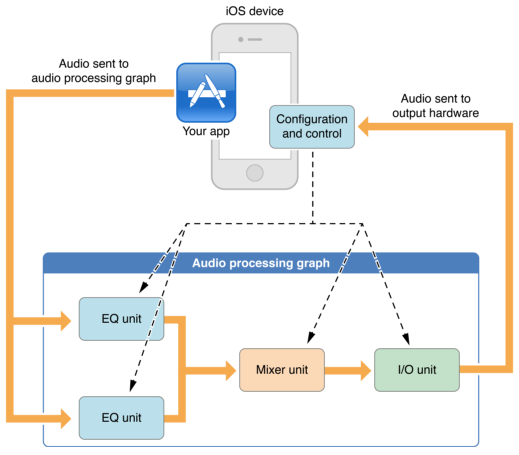 iOS device
Audio sent to
audio processing graph
Your app
Configuration
and control
Audio sent to
output hardware
Audio processing graph
EQ unit
Mixer unit
I/O unit
EQ unit